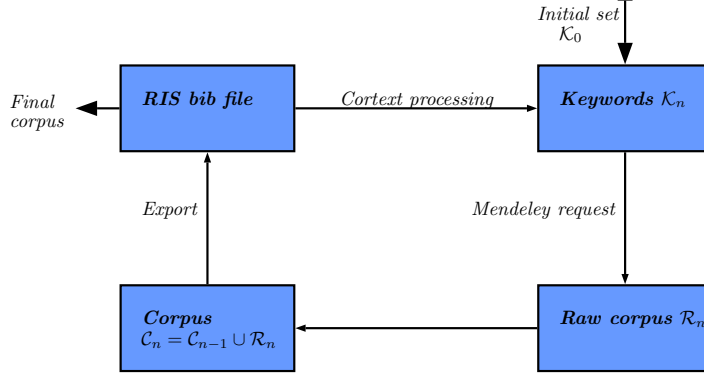 Initial set
𝒦₀
RIS bib file
Keywords 𝒦ₙ
Final
corpus
Cortext processing
Export
Mendeley request
Corpus
𝒞ₙ = 𝒞ₙ₋₁ ∪ ℛₙ
Raw corpus ℛₙ